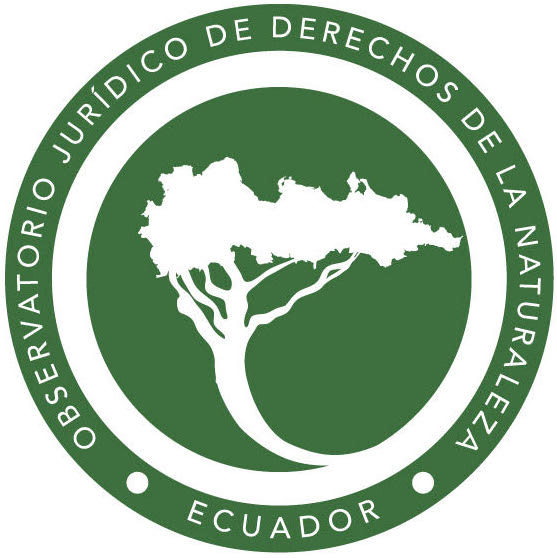 OBSERVATORIO JURÍDICO DE DERECHOS DE LA NATURALEZA
ECUADOR